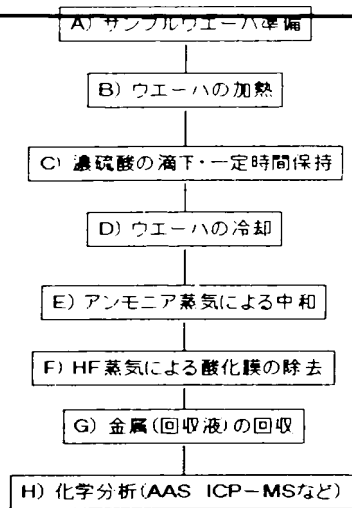 A) サンプルウエーハ準備
B) ウエーハの加熱
C) 濃硫酸の滴下・一定時間保持
D) ウエーハの冷却
E) アンモニア蒸気による中和
F) HF蒸気による酸化膜の除去
G) 金属(回収液)の回収
H) 化学分析(AAS ICP-MSなど)